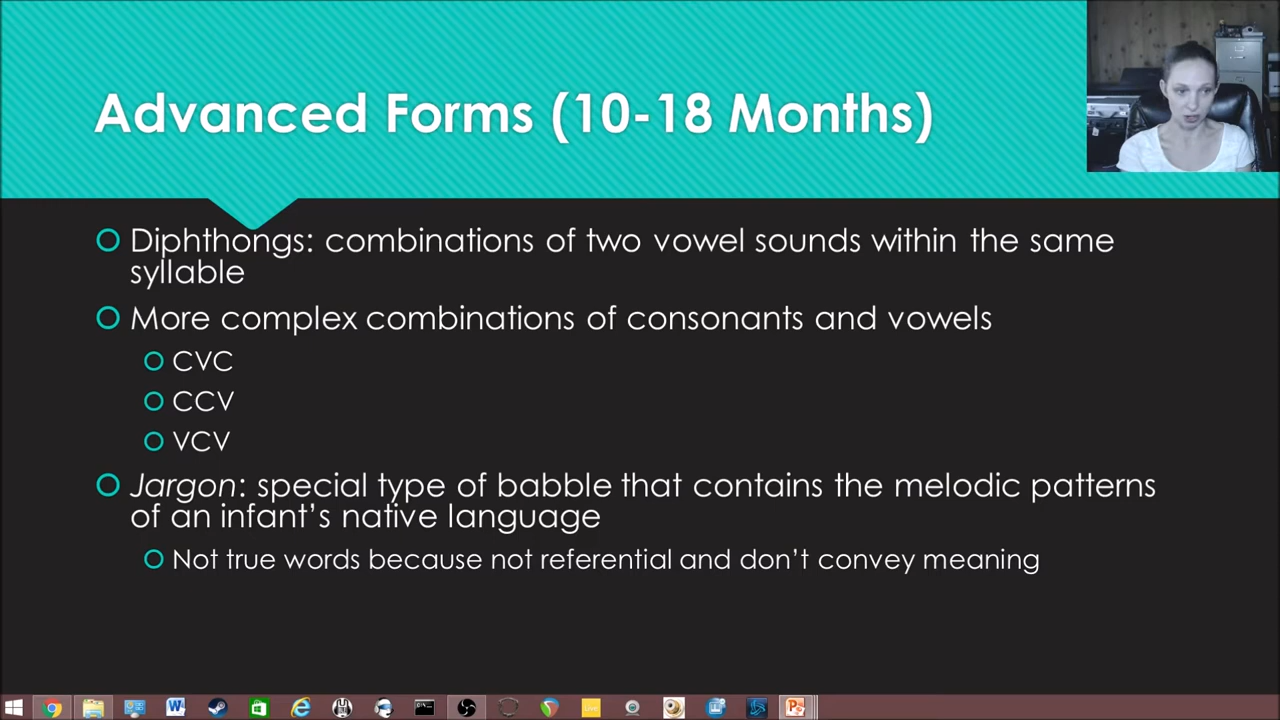 Advanced Forms (10-18 Months)
Diphthongs: combinations of two vowel sounds within the same
syllable
More complex combinations of consonants and vowels
CVC
CCV
VCV
Jargon: special type of babble that contains the melodic patterns
of an infant's native language
Not true words because not referential and don't convey meaning